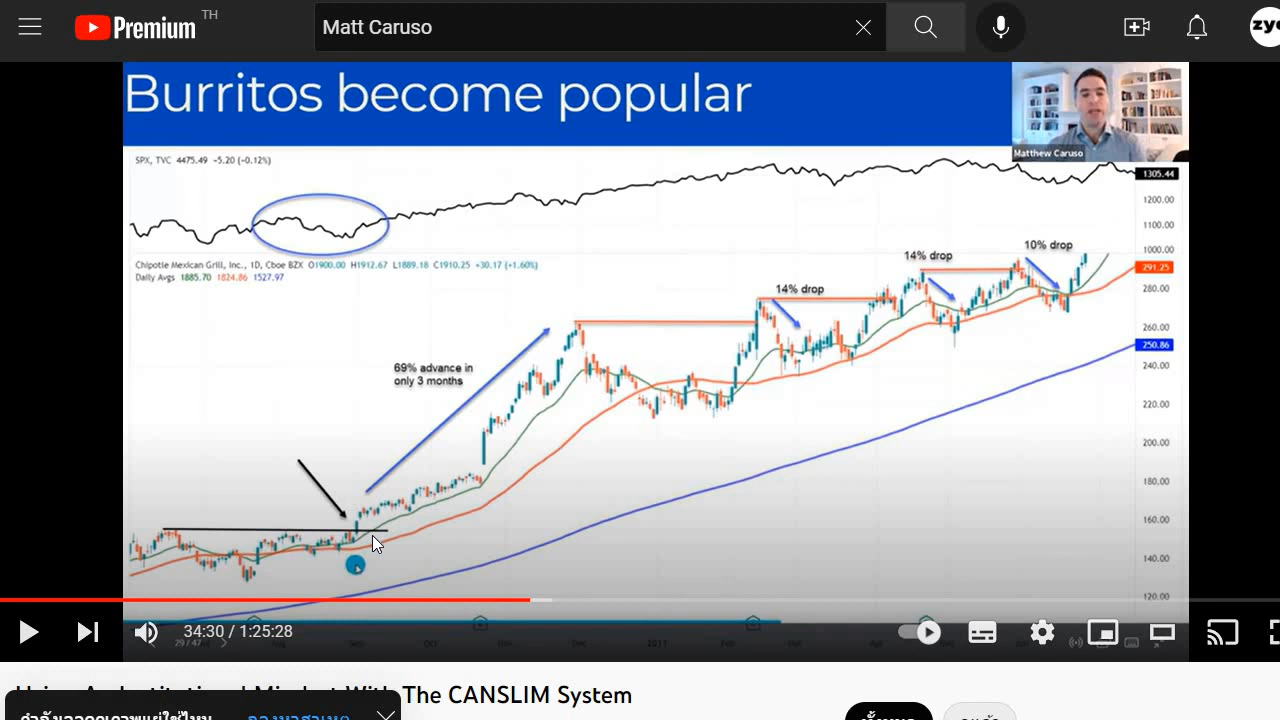 Premium TH
Matt Caruso
zyo
Burritos become popular
Matthew Caruso
SPX, TVC 4475.49 -5.20 (-0.12%)
1305.44
1200.00
1100.00
1000.00
Chipotle Mexican Grill, Inc., 1D, Cboe BZX O1900.00 H1912.67 L1889.18 C1910.25 +30.17 (+1.60%)
Daily Avgs 1885.70 1824.86 1527.97
14% drop
14% drop
10% drop
69% advance in
only 3 months
291.25
280.00
260.00
250.86
240.00
220.00
200.00
180.00
160.00
140.00
120.00
2011
34:30 / 1:25:28
29 / 47
The CANSLIM System